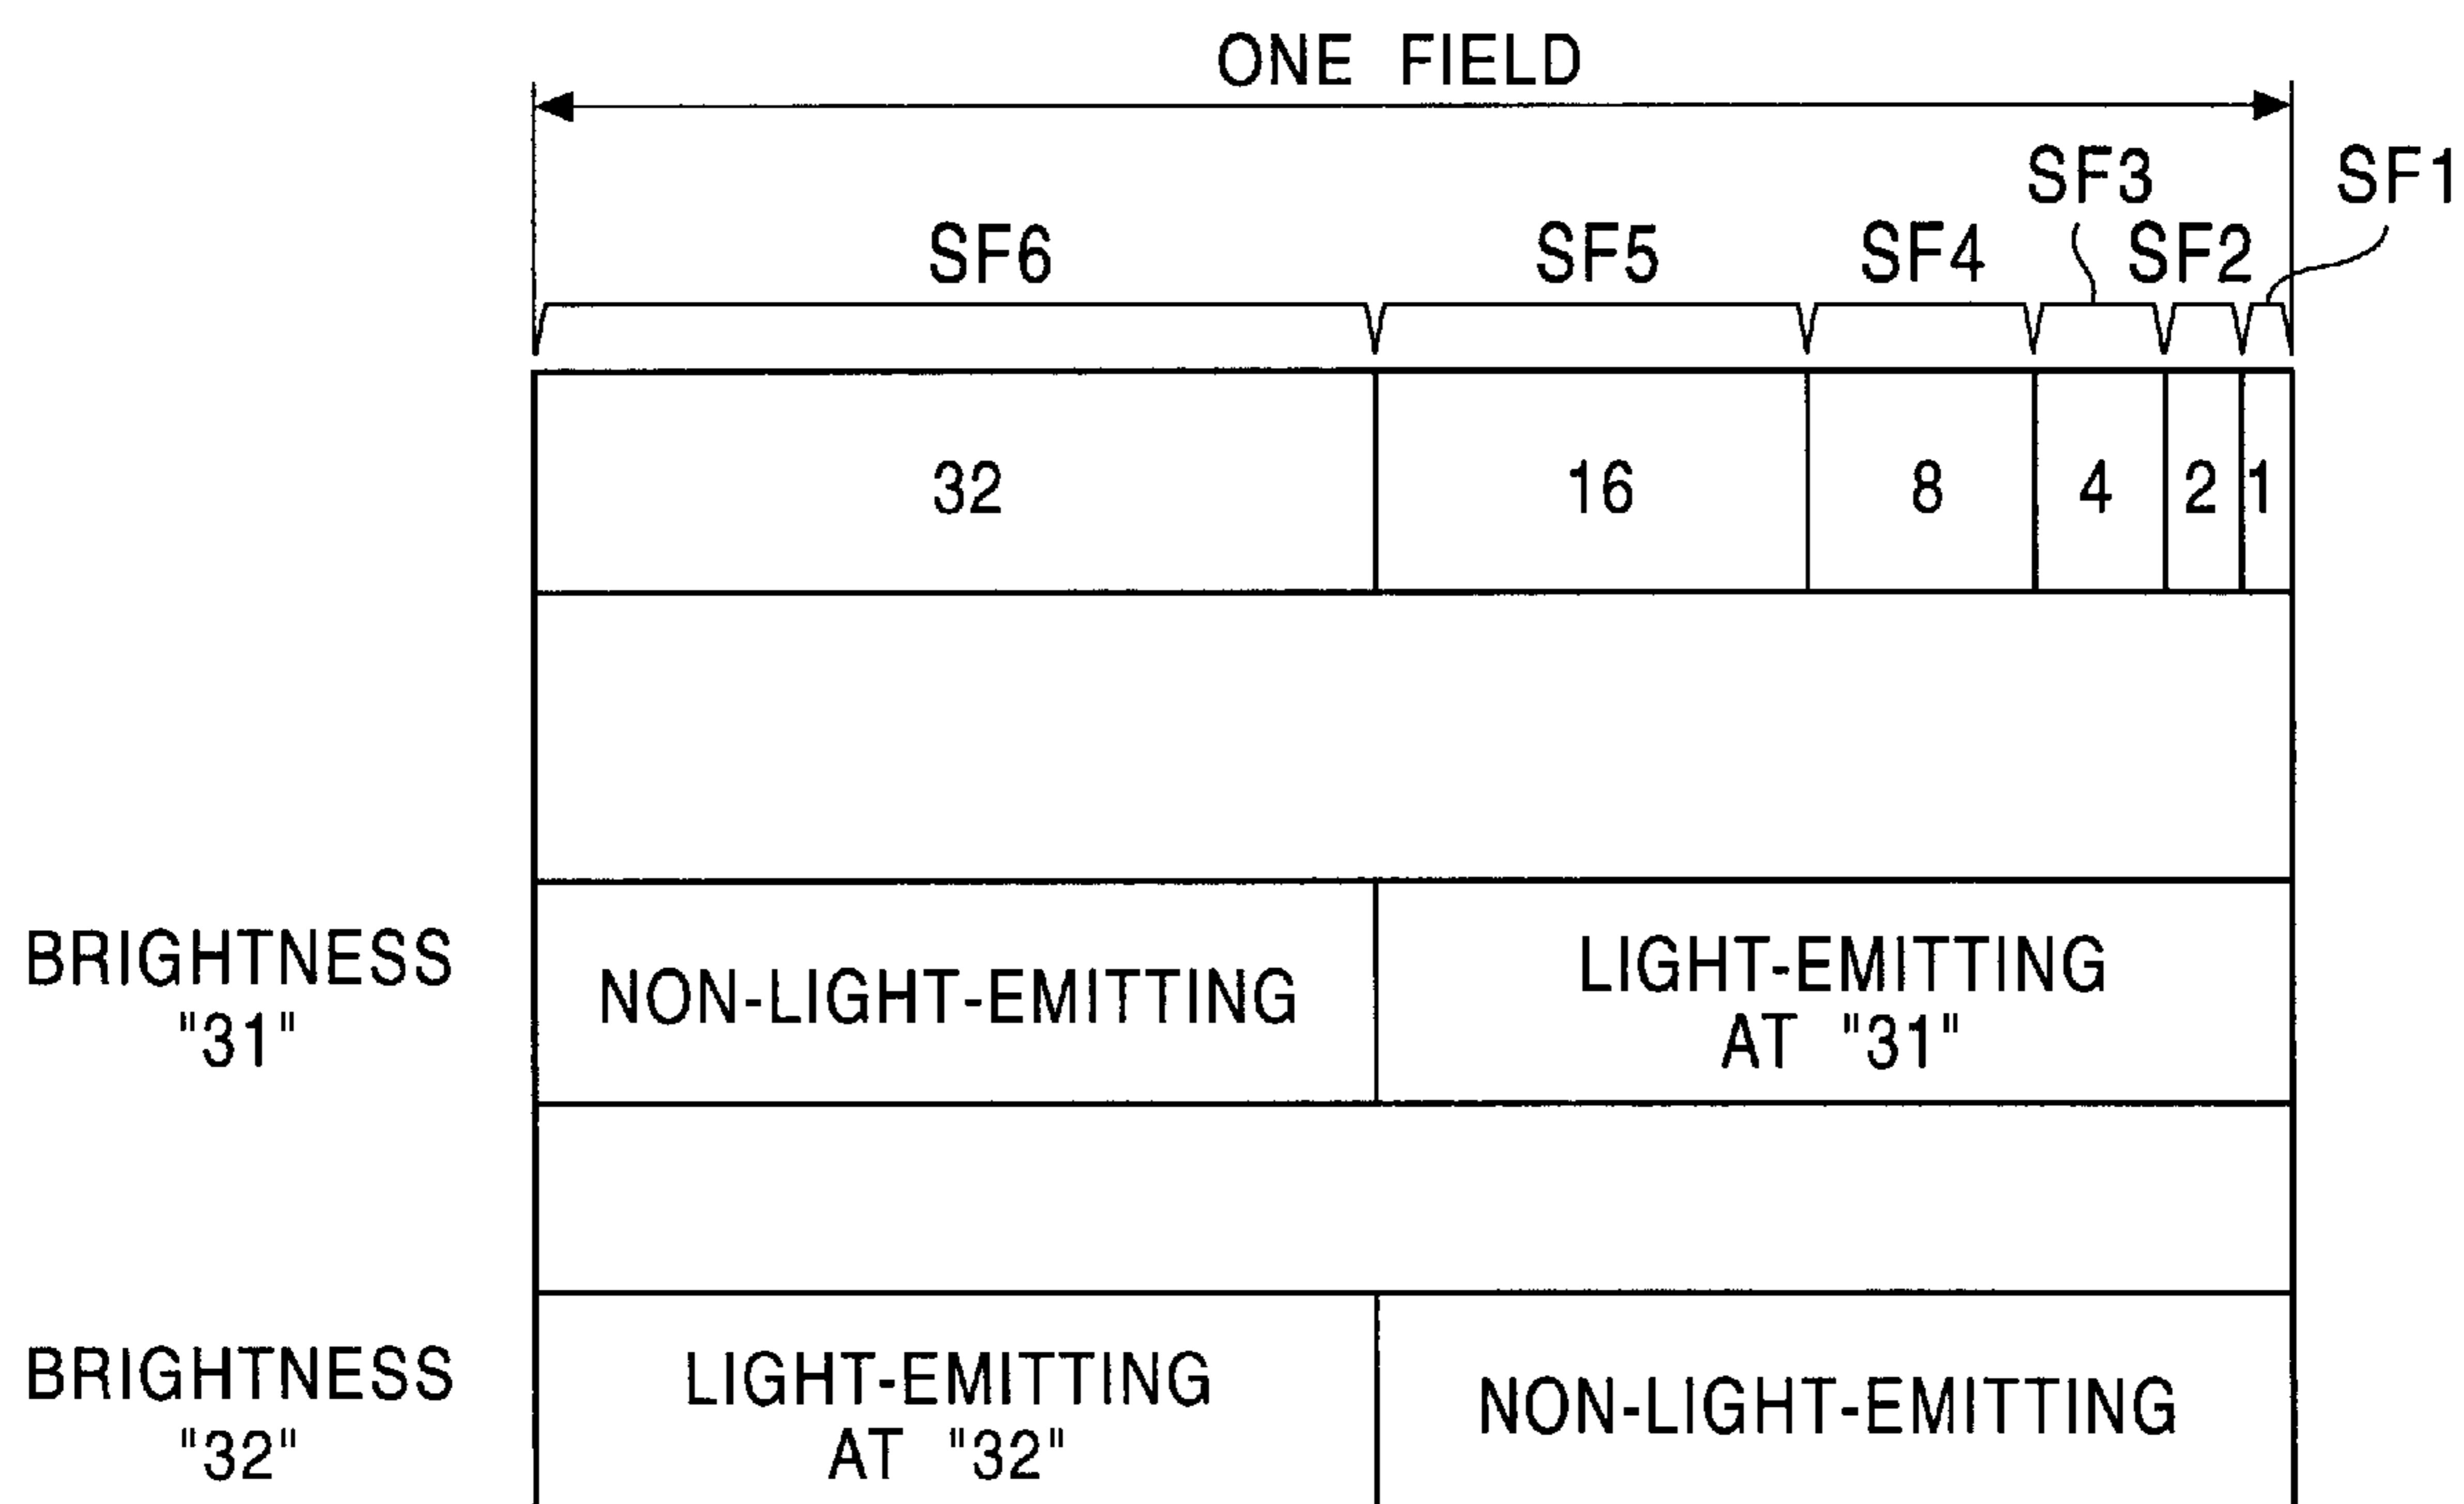 ONE FIELD
SF3 SF1
SF6 SF5 SF4 SF2
32 16 8 4 2 1
BRIGHTNESS
"31"
NON-LIGHT-EMITTING
LIGHT-EMITTING
AT "31"
BRIGHTNESS
"32"
LIGHT-EMITTING
AT "32"
NON-LIGHT-EMITTING